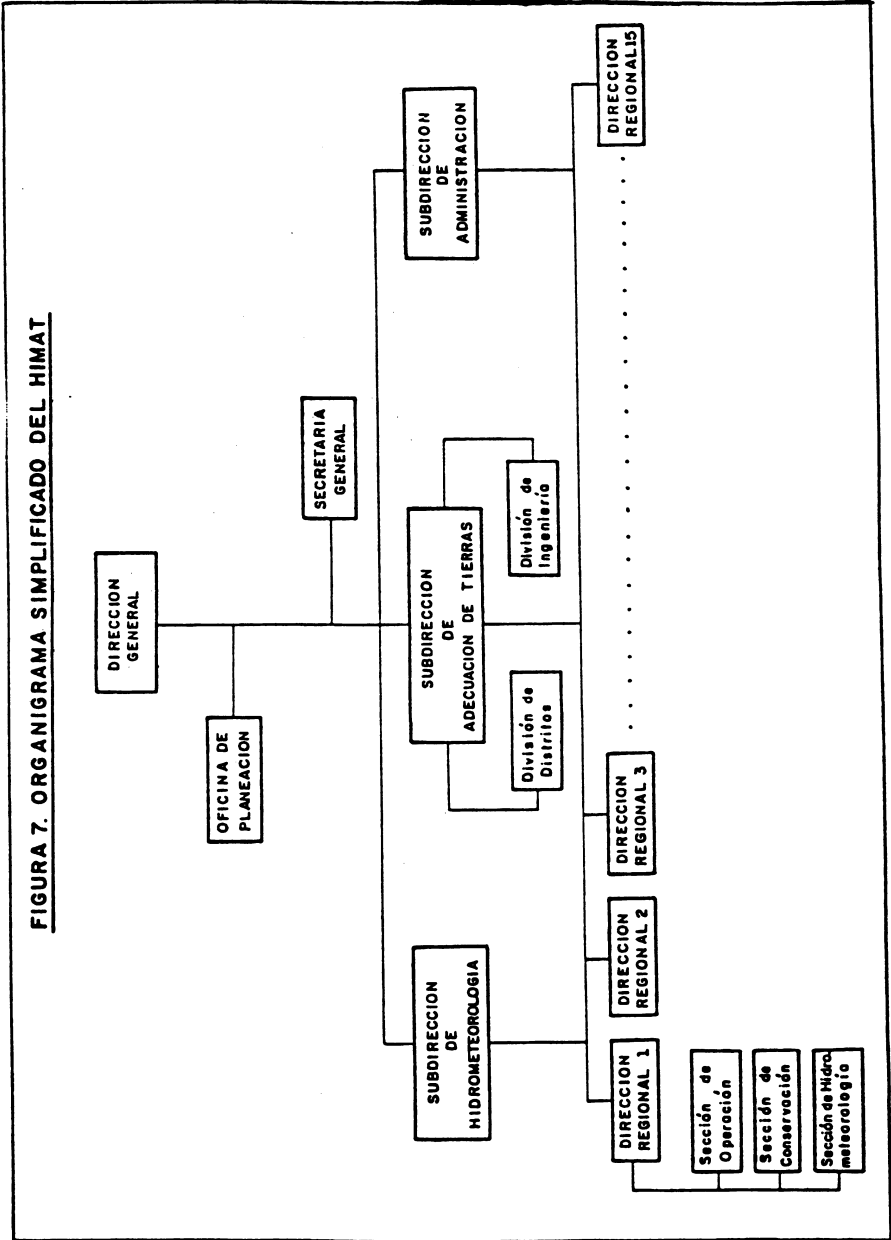 FIGURA 7. ORGANIGRAMA SIMPLIFICADO DEL HIMAT
DIRECCION
GENERAL
OFICINA DE
PLANEACION
SECRETARIA
GENERAL
SUBDIRECCION
DE
HIDROMETEOROLOGIA
SUBDIRECCION
DE
ADECUACION DE TIERRAS
SUBDIRECCION
DE
ADMINISTRACION
División de
Distritos
División de
Ingeniería
DIRECCION
REGIONAL 1
DIRECCION
REGIONAL 2
DIRECCION
REGIONAL 3
DIRECCION
REGIONAL 15
Sección de
Operación
Sección de
Conservación
Sección de Hidro
meteorología